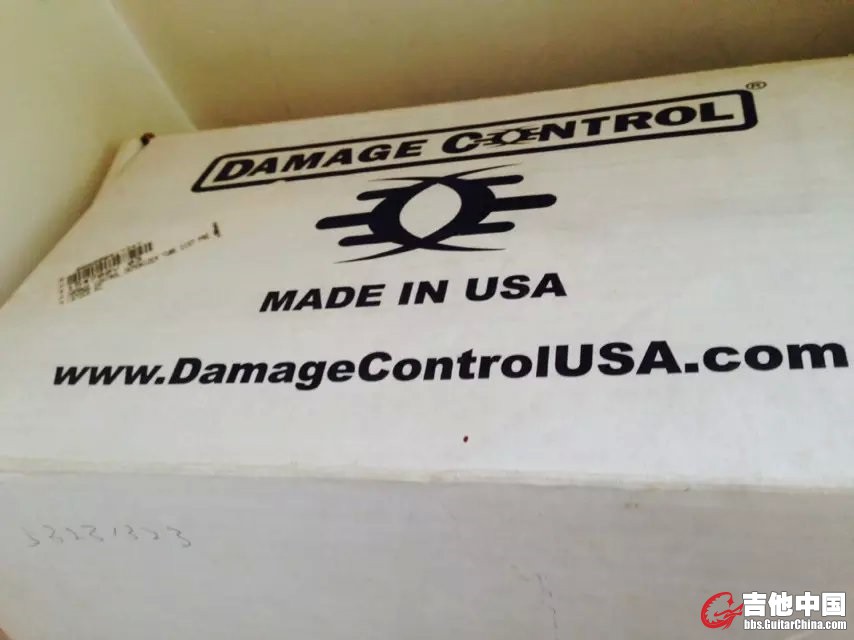 DAMAGE CONTROL®
MADE IN USA
www.DamageControlUSA.com
吉他中国
bbs.GuitarChina.com